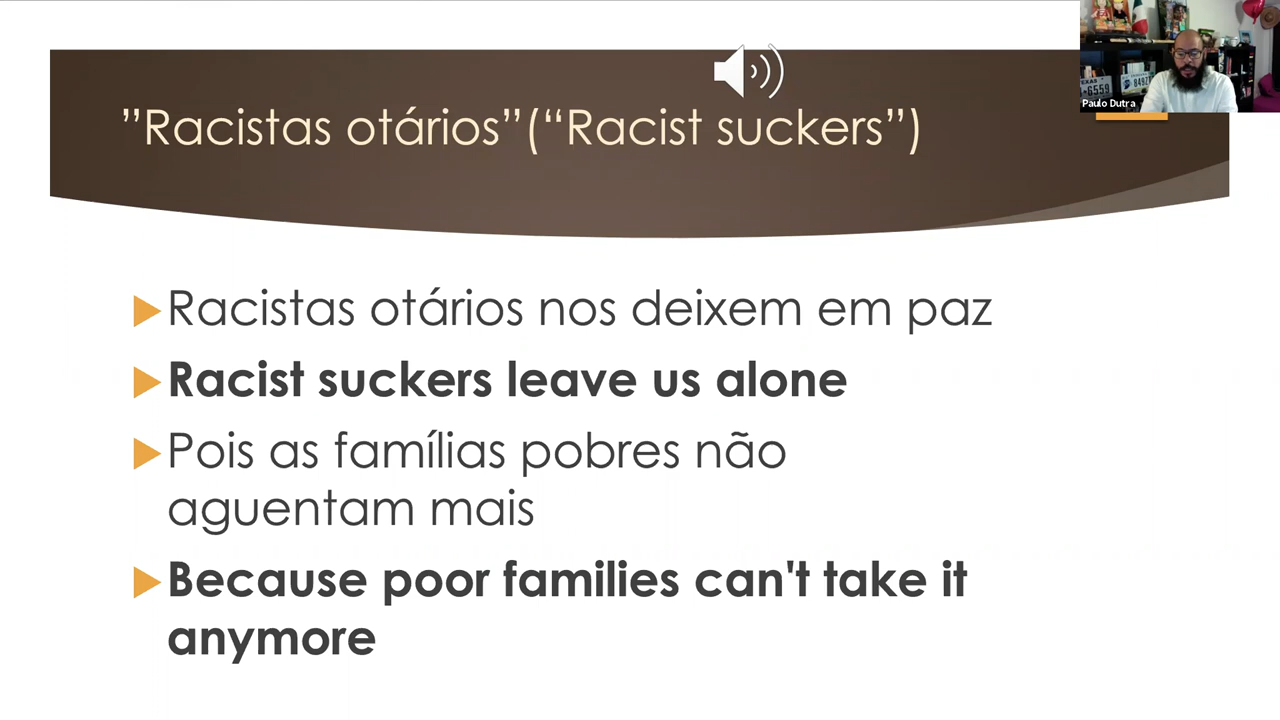 ”Racistas otários”(“Racist suckers”)
Paulo Dutra
Racistas otários nos deixem em paz
Racist suckers leave us alone
Pois as famílias pobres não
aguentam mais
Because poor families can't take it
anymore